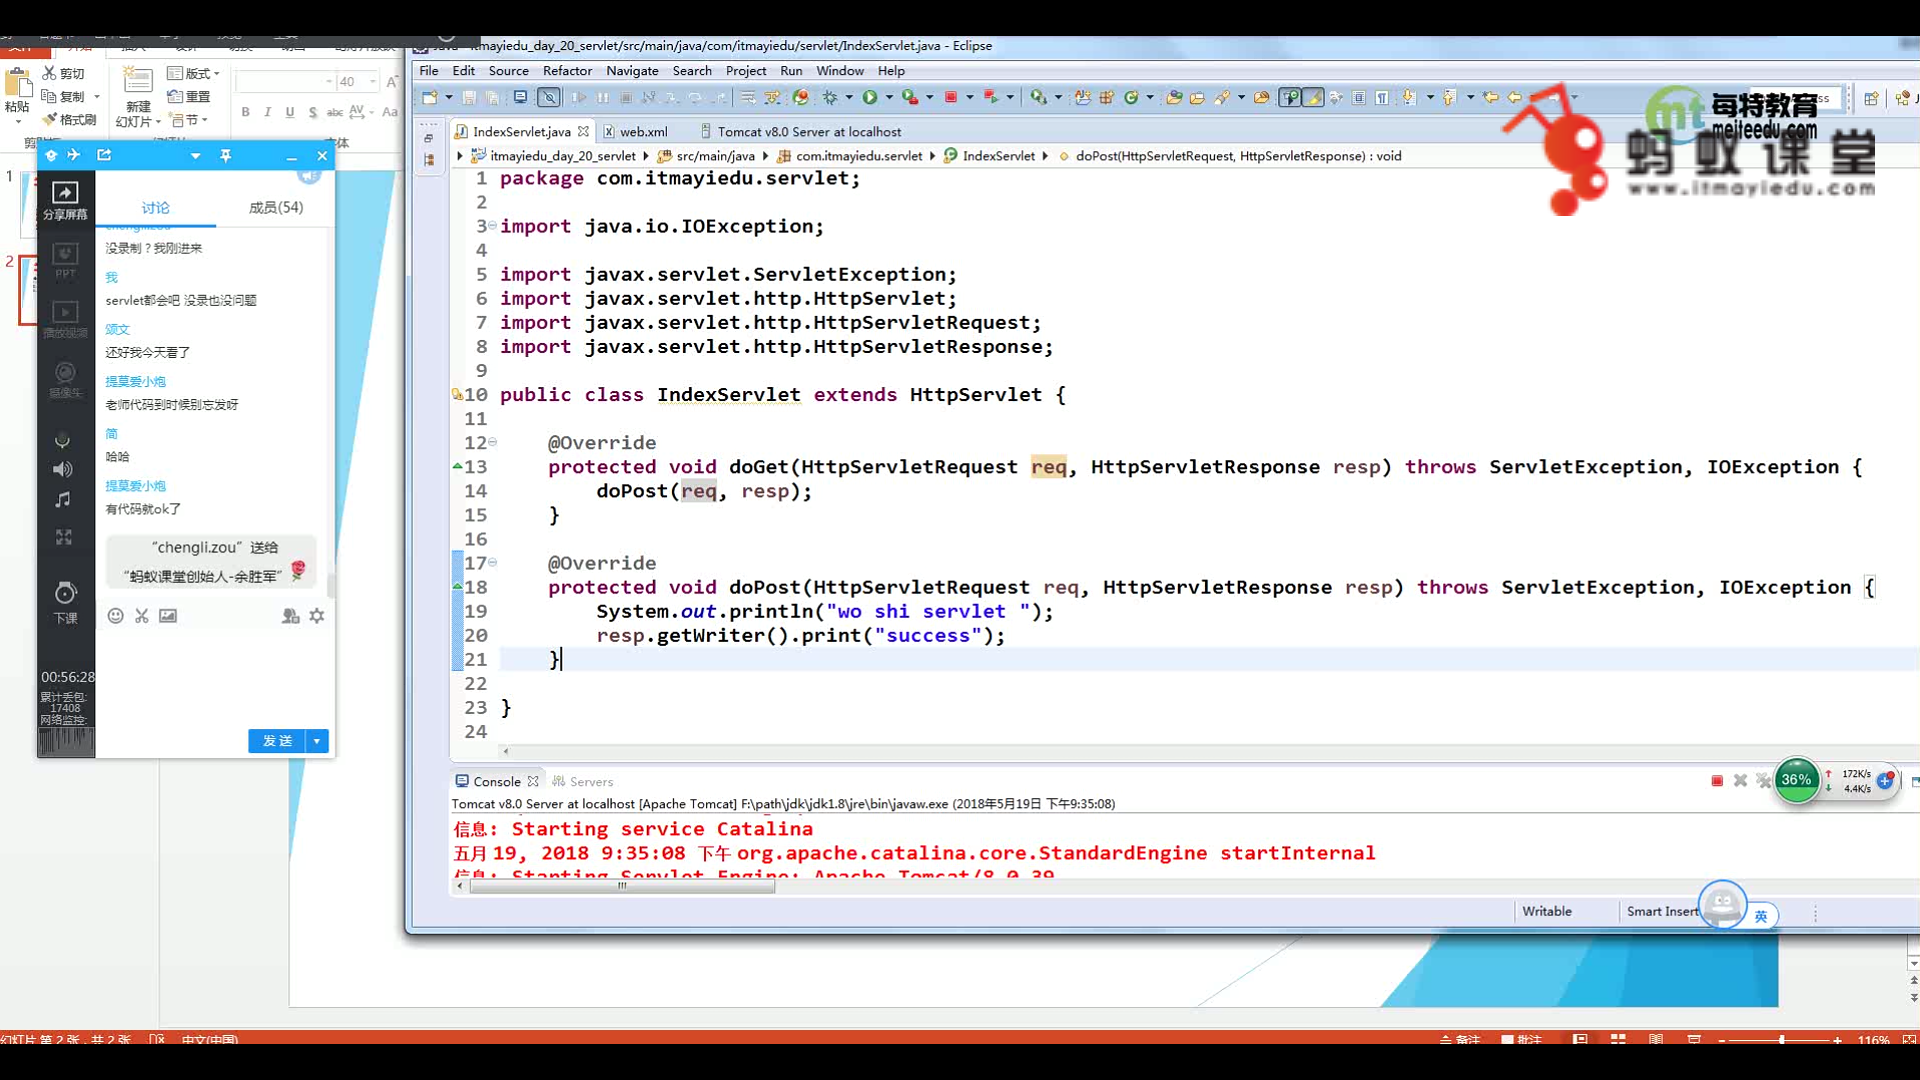 itmayiedu_day_20_servlet/src/main/java/com/itmayiedu/servlet/IndexServlet.java - Eclipse
File Edit Source Refactor Navigate Search Project Run Window Help
剪切
复制
格式刷
粘贴
新建
幻灯片
版式
重置
节
40
B I U S abc AV Aa
IndexServlet.java web.xml Tomcat v8.0 Server at localhost
itmayiedu_day_20_servlet src/main/java com.itmayiedu.servlet IndexServlet doPost(HttpServletRequest, HttpServletResponse) : void
每特教育
meiteedu.com
蚂蚁课堂
www.itmayiedu.com
1 package com.itmayiedu.servlet;
2
3 import java.io.IOException;
4
5 import javax.servlet.ServletException;
6 import javax.servlet.http.HttpServlet;
7 import javax.servlet.http.HttpServletRequest;
8 import javax.servlet.http.HttpServletResponse;
9
10 public class IndexServlet extends HttpServlet {
11
12 @Override
13 protected void doGet(HttpServletRequest req, HttpServletResponse resp) throws ServletException, IOException {
14 doPost(req, resp);
15 }
16
17 @Override
18 protected void doPost(HttpServletRequest req, HttpServletResponse resp) throws ServletException, IOException {
19 System.out.println("wo shi servlet ");
20 resp.getWriter().print("success");
21 }
22
23 }
24
1
2
分享屏幕
PPT
播放视频
摄像头
下课
00:56:28
累计丢包:
17408
网络监控:
讨论 成员(54)
chengli.zou
没录制？我刚进来
我
servlet都会吧 没录也没问题
颂文
还好我今天看了
提莫爱小炮
老师代码到时候别忘发呀
简
哈哈
提莫爱小炮
有代码就ok了
“chengli.zou”送给
“蚂蚁课堂创始人-余胜军”
发送
Console Servers
Tomcat v8.0 Server at localhost [Apache Tomcat] F:\path\jdk\jdk1.8\jre\bin\javaw.exe (2018年5月19日 下午9:35:08)
信息: Starting service Catalina
五月 19, 2018 9:35:08 下午 org.apache.catalina.core.StandardEngine startInternal
信息: Starting Servlet Engine: Apache Tomcat/8.0.39
36%
172K/s
4.4K/s
Writable Smart Insert
英
幻灯片 第 2 张，共 2 张 中文(中国) 备注 批注 116%